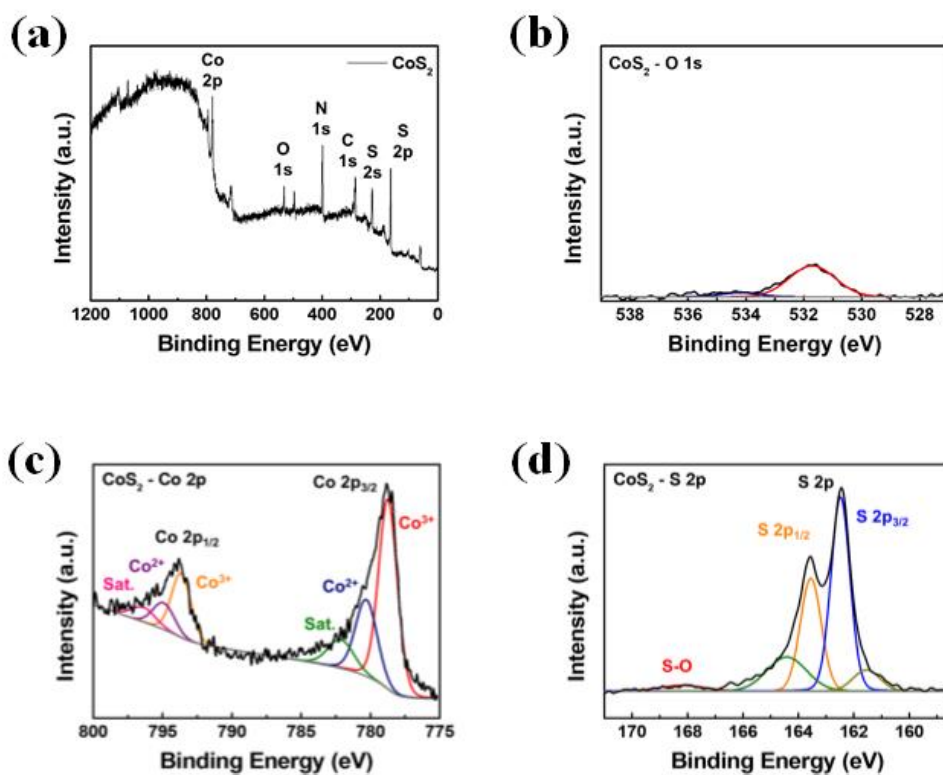 (a)
CoS₂
Co
2p
O
1s
N
1s
C
1s
S
2s
S
2p
Intensity (a.u.)
1200 1000 800 600 400 200 0
Binding Energy (eV)
(b)
CoS₂ - O 1s
Intensity (a.u.)
538 536 534 532 530 528
Binding Energy (eV)
(c)
CoS₂ - Co 2p
Co 2p₃/₂
Co³⁺
Co 2p₁/₂
Co²⁺
Co³⁺
Sat.
Co²⁺
Sat.
Intensity (a.u.)
800 795 790 785 780 775
Binding Energy (eV)
(d)
CoS₂ - S 2p
S 2p
S 2p₃/₂
S 2p₁/₂
S-O
Intensity (a.u.)
170 168 166 164 162 160
Binding Energy (eV)